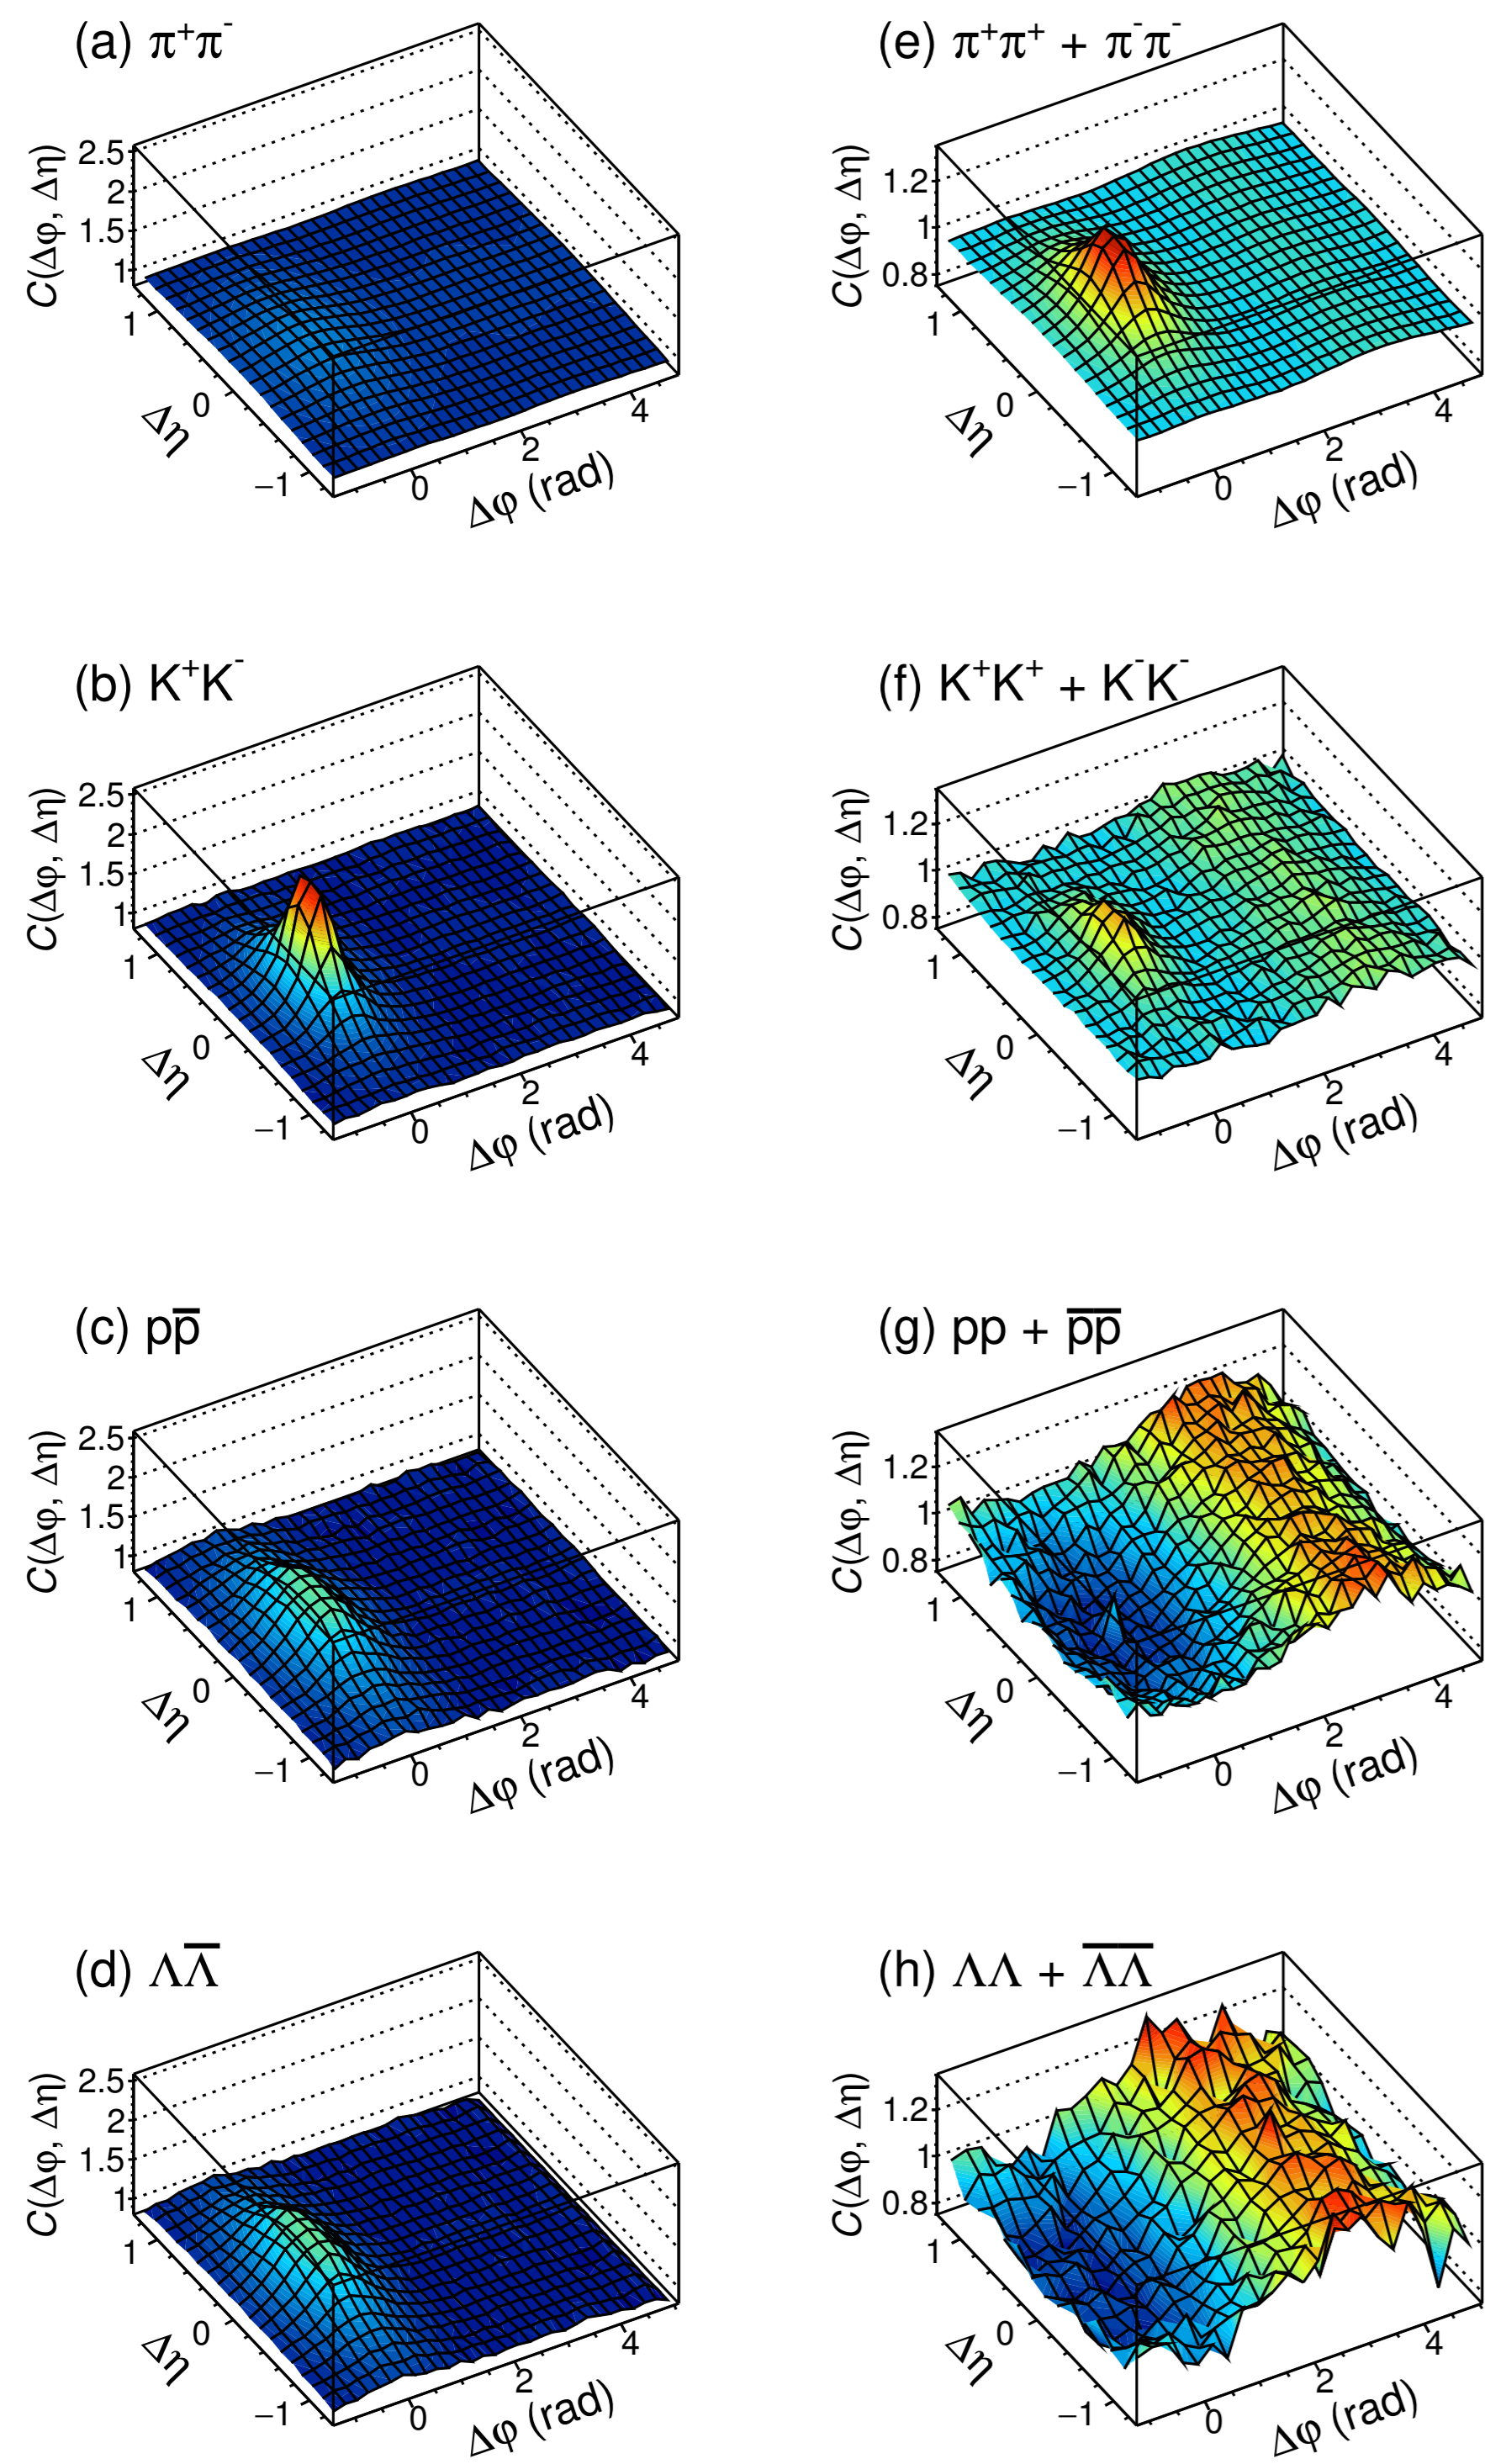 (a) π⁺π⁻
C(Δφ, Δη)
2.5
2
1.5
1
1
0
−1
Δη
0
2
4
Δφ (rad)
(e) π⁺π⁺ + π⁻π⁻
C(Δφ, Δη)
1.2
1
0.8
1
0
−1
Δη
0
2
4
Δφ (rad)
(b) K⁺K⁻
C(Δφ, Δη)
2.5
2
1.5
1
1
0
−1
Δη
0
2
4
Δφ (rad)
(f) K⁺K⁺ + K⁻K⁻
C(Δφ, Δη)
1.2
1
0.8
1
0
−1
Δη
0
2
4
Δφ (rad)
(c) pp̅
C(Δφ, Δη)
2.5
2
1.5
1
1
0
−1
Δη
0
2
4
Δφ (rad)
(g) pp + p̅p̅
C(Δφ, Δη)
1.2
1
0.8
1
0
−1
Δη
0
2
4
Δφ (rad)
(d) ΛΛ̅
C(Δφ, Δη)
2.5
2
1.5
1
1
0
−1
Δη
0
2
4
Δφ (rad)
(h) ΛΛ + Λ̅Λ̅
C(Δφ, Δη)
1.2
1
0.8
1
0
−1
Δη
0
2
4
Δφ (rad)